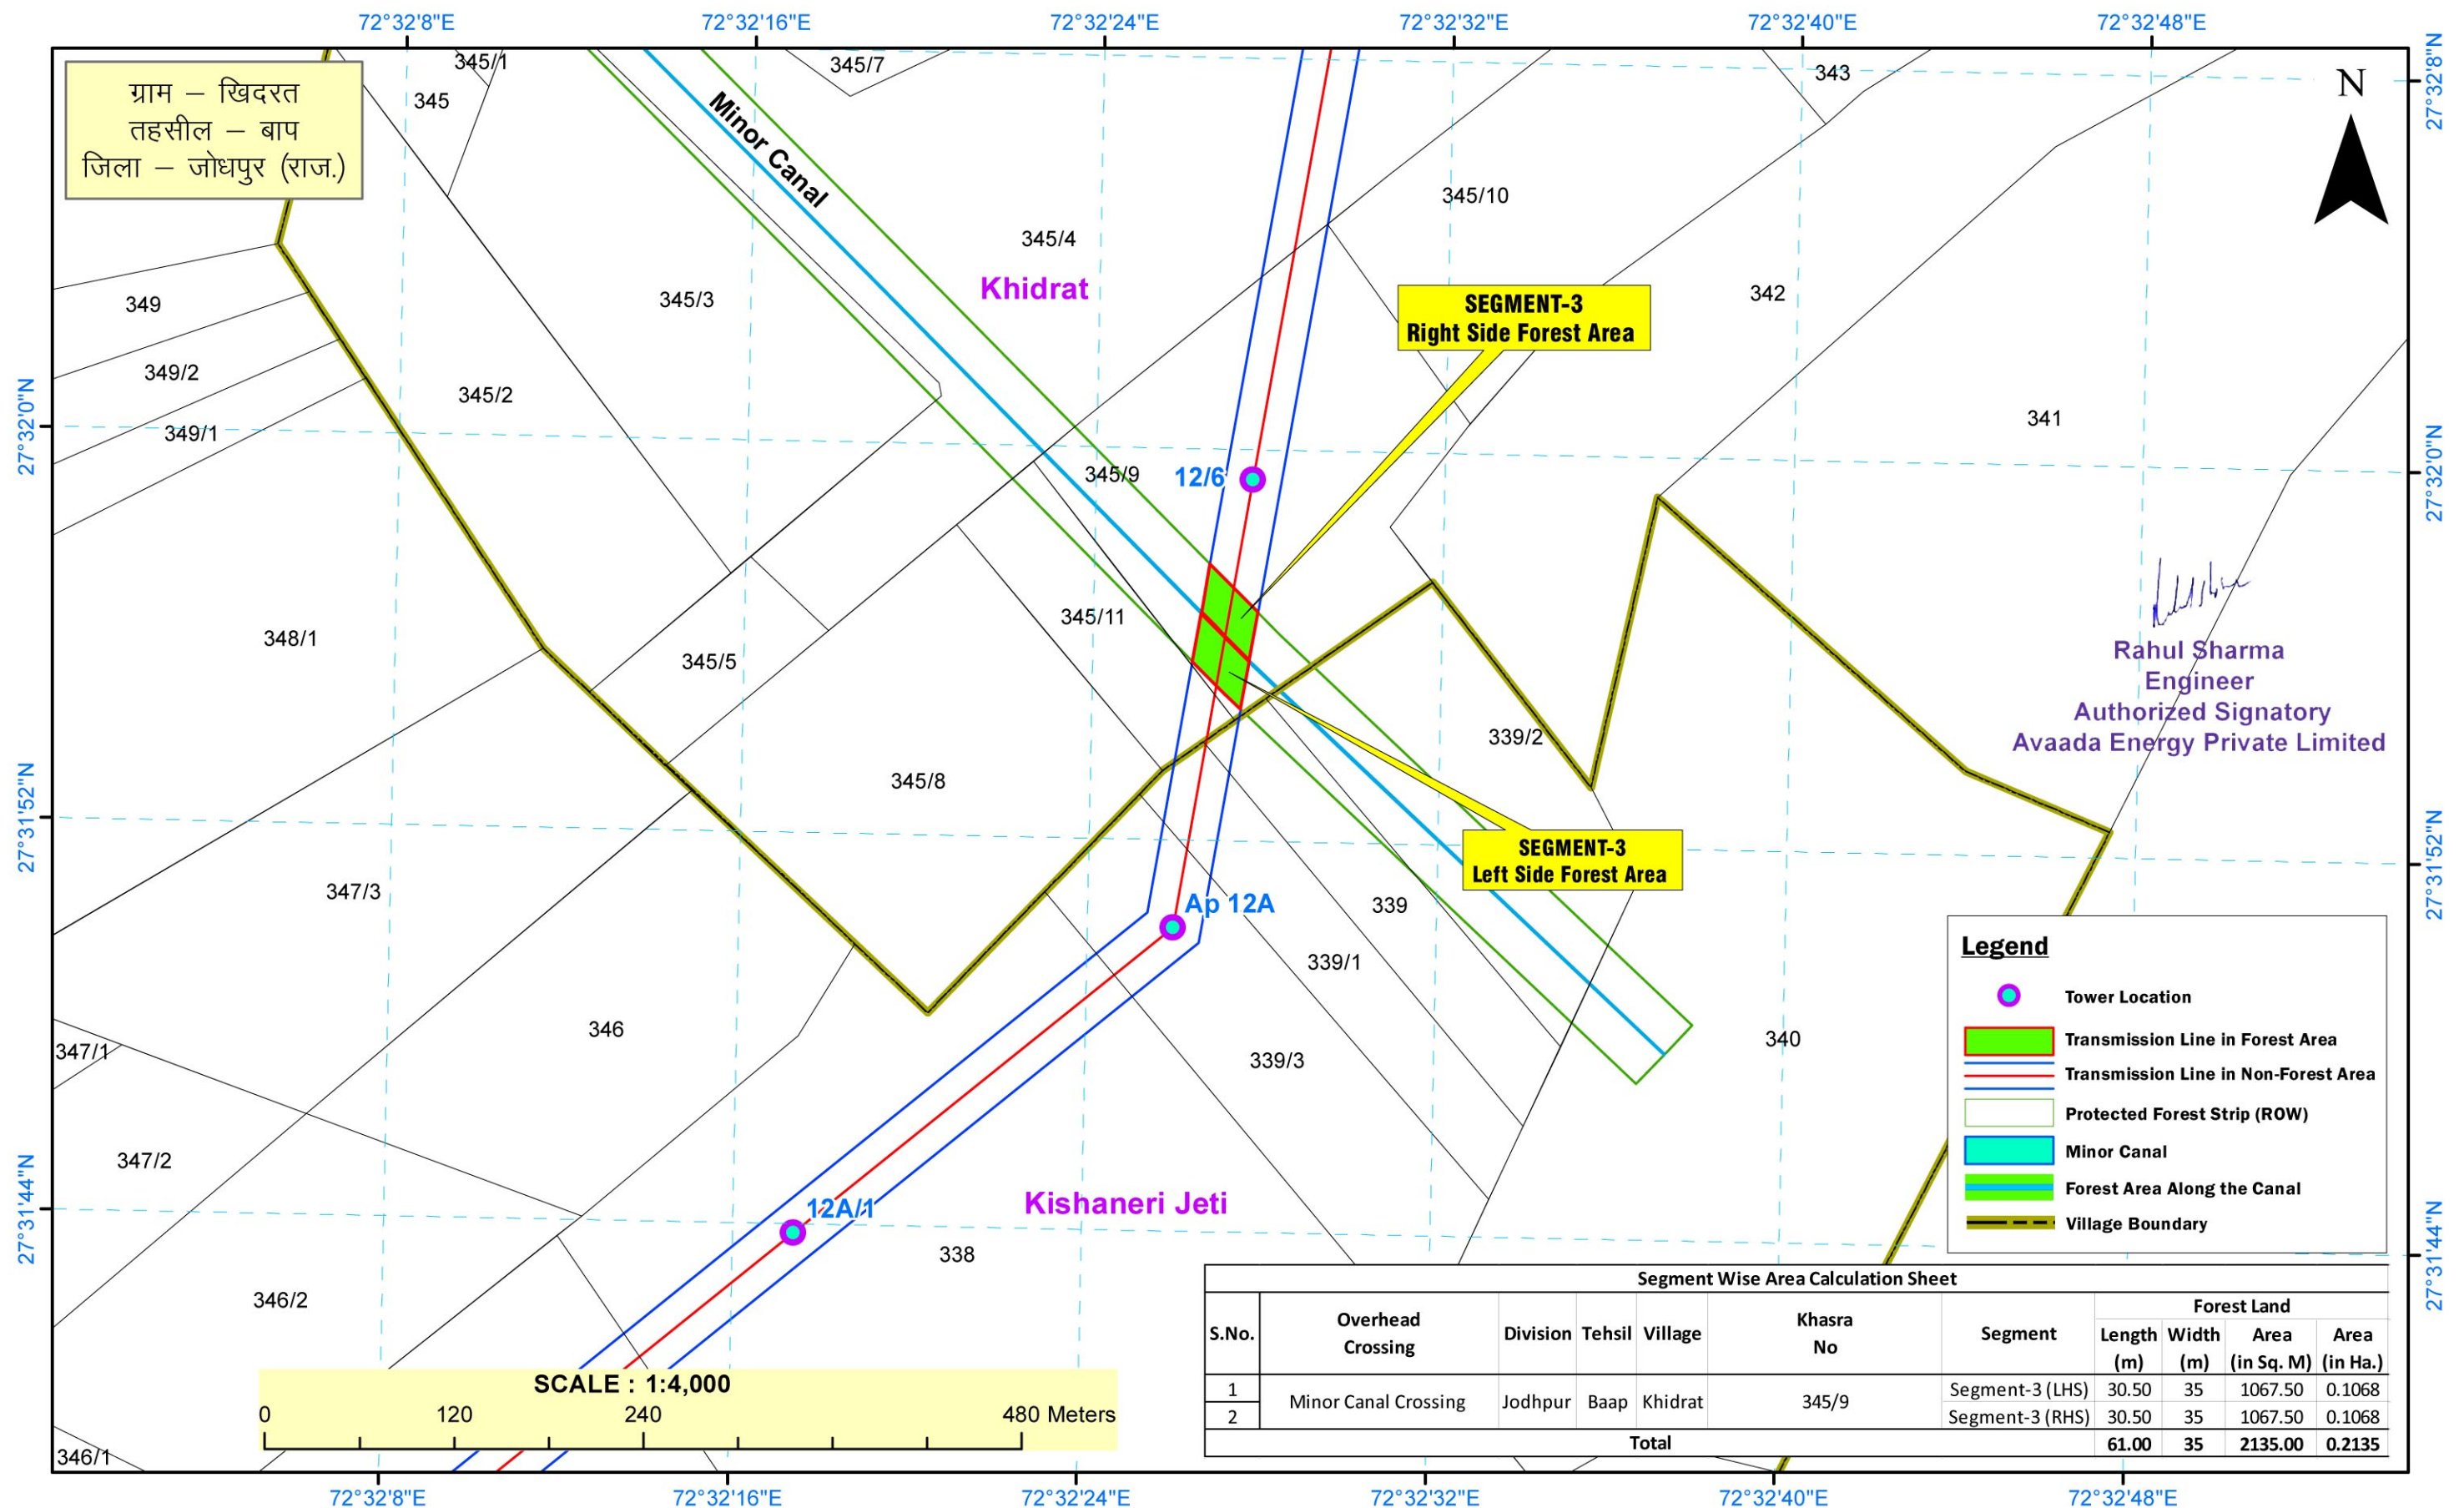 72°32'8"E 72°32'16"E 72°32'24"E 72°32'32"E 72°32'40"E 72°32'48"E
ग्राम – खिदरत
तहसील – बाप
जिला – जोधपुर (राज.)
345/1
345/7
343
N
27°32'8"N
345
Minor Canal
345/10
345/4
Khidrat
345/3
342
349
SEGMENT-3
Right Side Forest Area
349/2
345/2
341
349/1
27°32'0"N
27°32'0"N
345/9
12/6
345/11
348/1
345/5
Rahul Sharma
Engineer
Authorized Signatory
Avaada Energy Private Limited
339/2
345/8
27°31'52"N
27°31'52"N
SEGMENT-3
Left Side Forest Area
347/3
Ap 12A
339
339/1
346
340
347/1
339/3
347/2
Legend
Tower Location
Transmission Line in Forest Area
Transmission Line in Non-Forest Area
Protected Forest Strip (ROW)
Minor Canal
Forest Area Along the Canal
Village Boundary
27°31'44"N
27°31'44"N
Kishaneri Jeti
12A/1
338
346/2
346/1
SCALE : 1:4,000
0 120 240 480 Meters
Segment Wise Area Calculation Sheet
S.No. Overhead Crossing Division Tehsil Village Khasra No Segment Forest Land
Length (m) Width (m) Area (in Sq. M) Area (in Ha.)
1 Minor Canal Crossing Jodhpur Baap Khidrat 345/9 Segment-3 (LHS) 30.50 35 1067.50 0.1068
2 Segment-3 (RHS) 30.50 35 1067.50 0.1068
Total 61.00 35 2135.00 0.2135
72°32'8"E 72°32'16"E 72°32'24"E 72°32'32"E 72°32'40"E 72°32'48"E